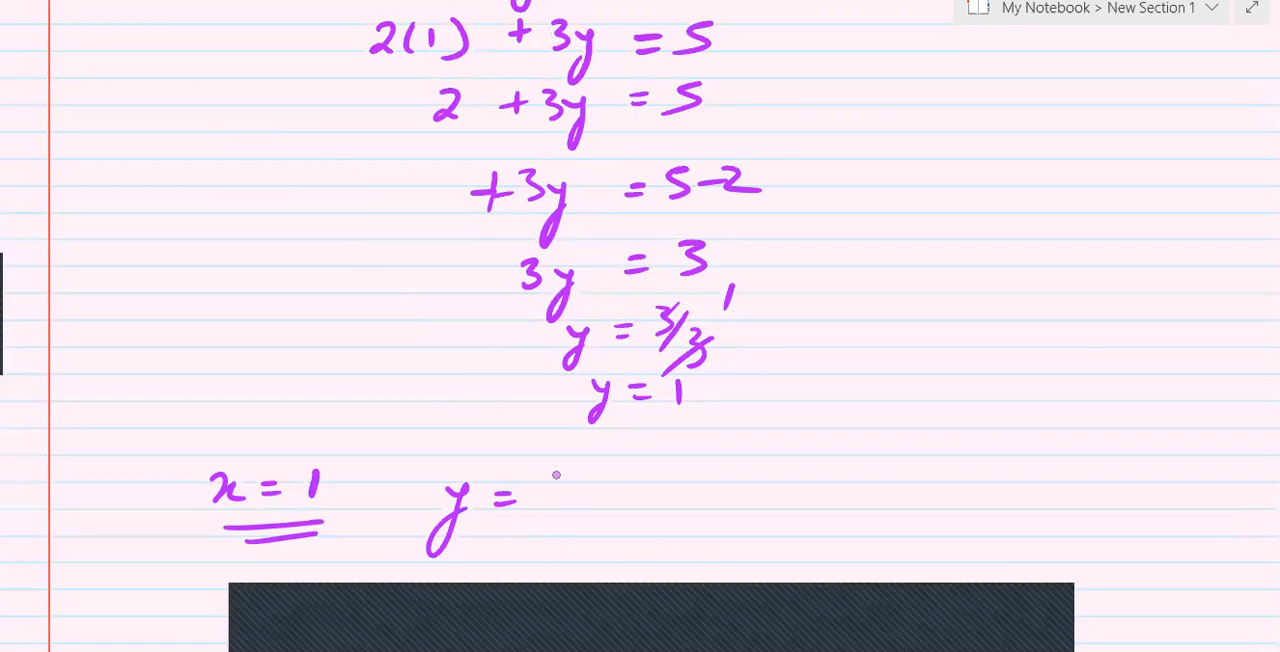 My Notebook > New Section 1
2(1) + 3y = 5
2 + 3y = 5
+3y = 5-2
3y = 3
1
y = 3/3
y = 1
x = 1 y =